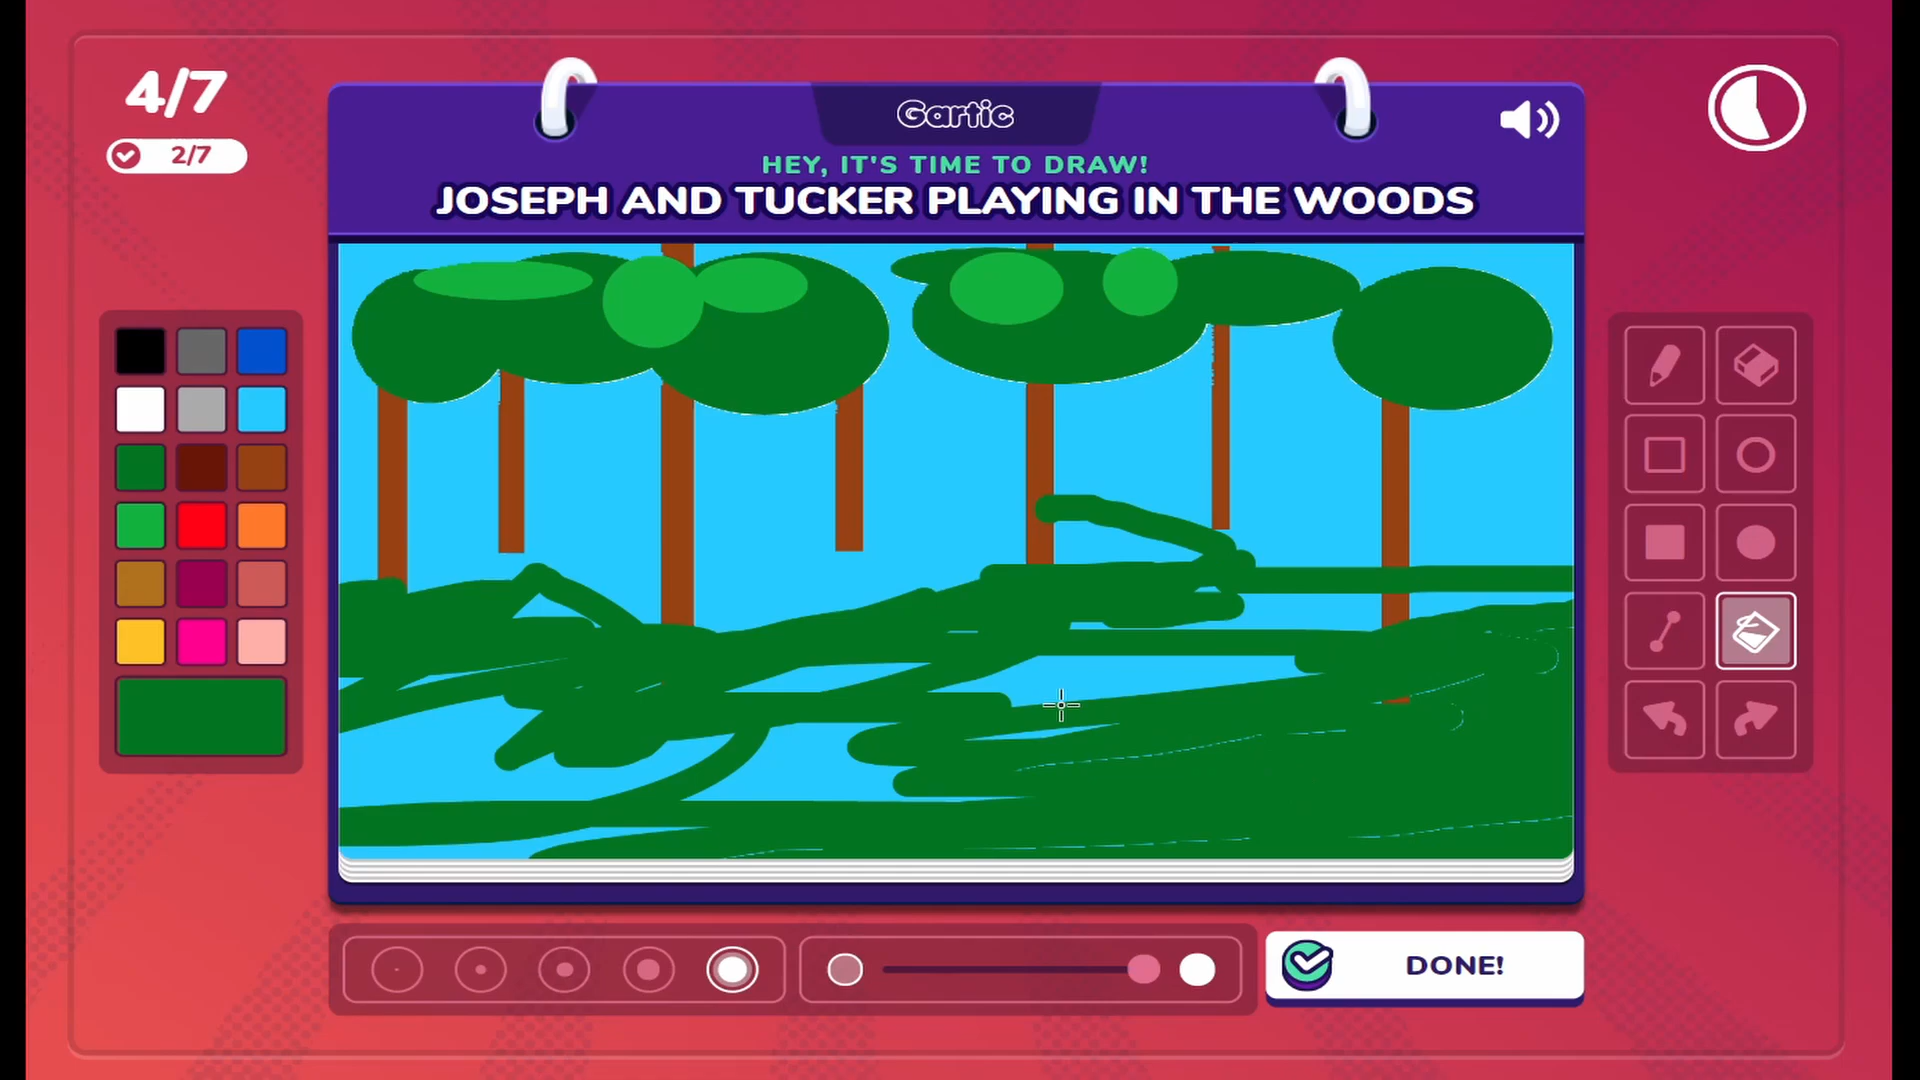 4/7
2/7
Gartic
HEY, IT'S TIME TO DRAW!
JOSEPH AND TUCKER PLAYING IN THE WOODS
DONE!